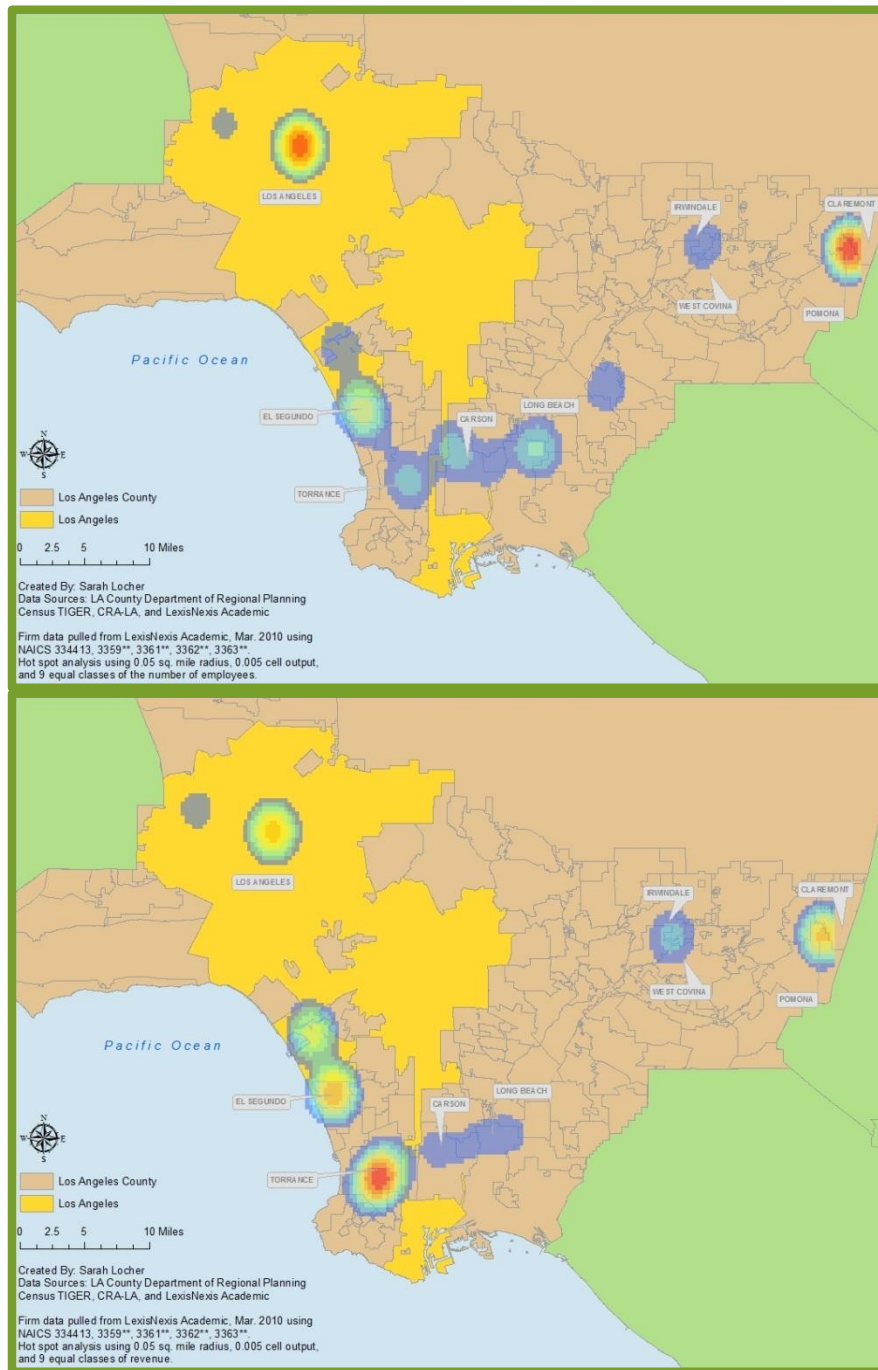 LOS ANGELES
IRWINDALE
CLAREMONT
WEST COVINA
POMONA
Pacific Ocean
EL SEGUNDO
CARSON
LONG BEACH
TORRANCE
N
W E
S
Los Angeles County
Los Angeles
0 2.5 5 10 Miles
Created By: Sarah Locher
Data Sources: LA County Department of Regional Planning
Census TIGER, CRA-LA, and LexisNexis Academic
Firm data pulled from LexisNexis Academic, Mar. 2010 using
NAICS 334413, 3359**, 3361**, 3362**, 3363**.
Hot spot analysis using 0.05 sq. mile radius, 0.005 cell output,
and 9 equal classes of the number of employees.
LOS ANGELES
IRWINDALE
CLAREMONT
WEST COVINA
POMONA
Pacific Ocean
EL SEGUNDO
CARSON
LONG BEACH
TORRANCE
N
W E
S
Los Angeles County
Los Angeles
0 2.5 5 10 Miles
Created By: Sarah Locher
Data Sources: LA County Department of Regional Planning
Census TIGER, CRA-LA, and LexisNexis Academic
Firm data pulled from LexisNexis Academic, Mar. 2010 using
NAICS 334413, 3359**, 3361**, 3362**, 3363**.
Hot spot analysis using 0.05 sq. mile radius, 0.005 cell output,
and 9 equal classes of revenue.